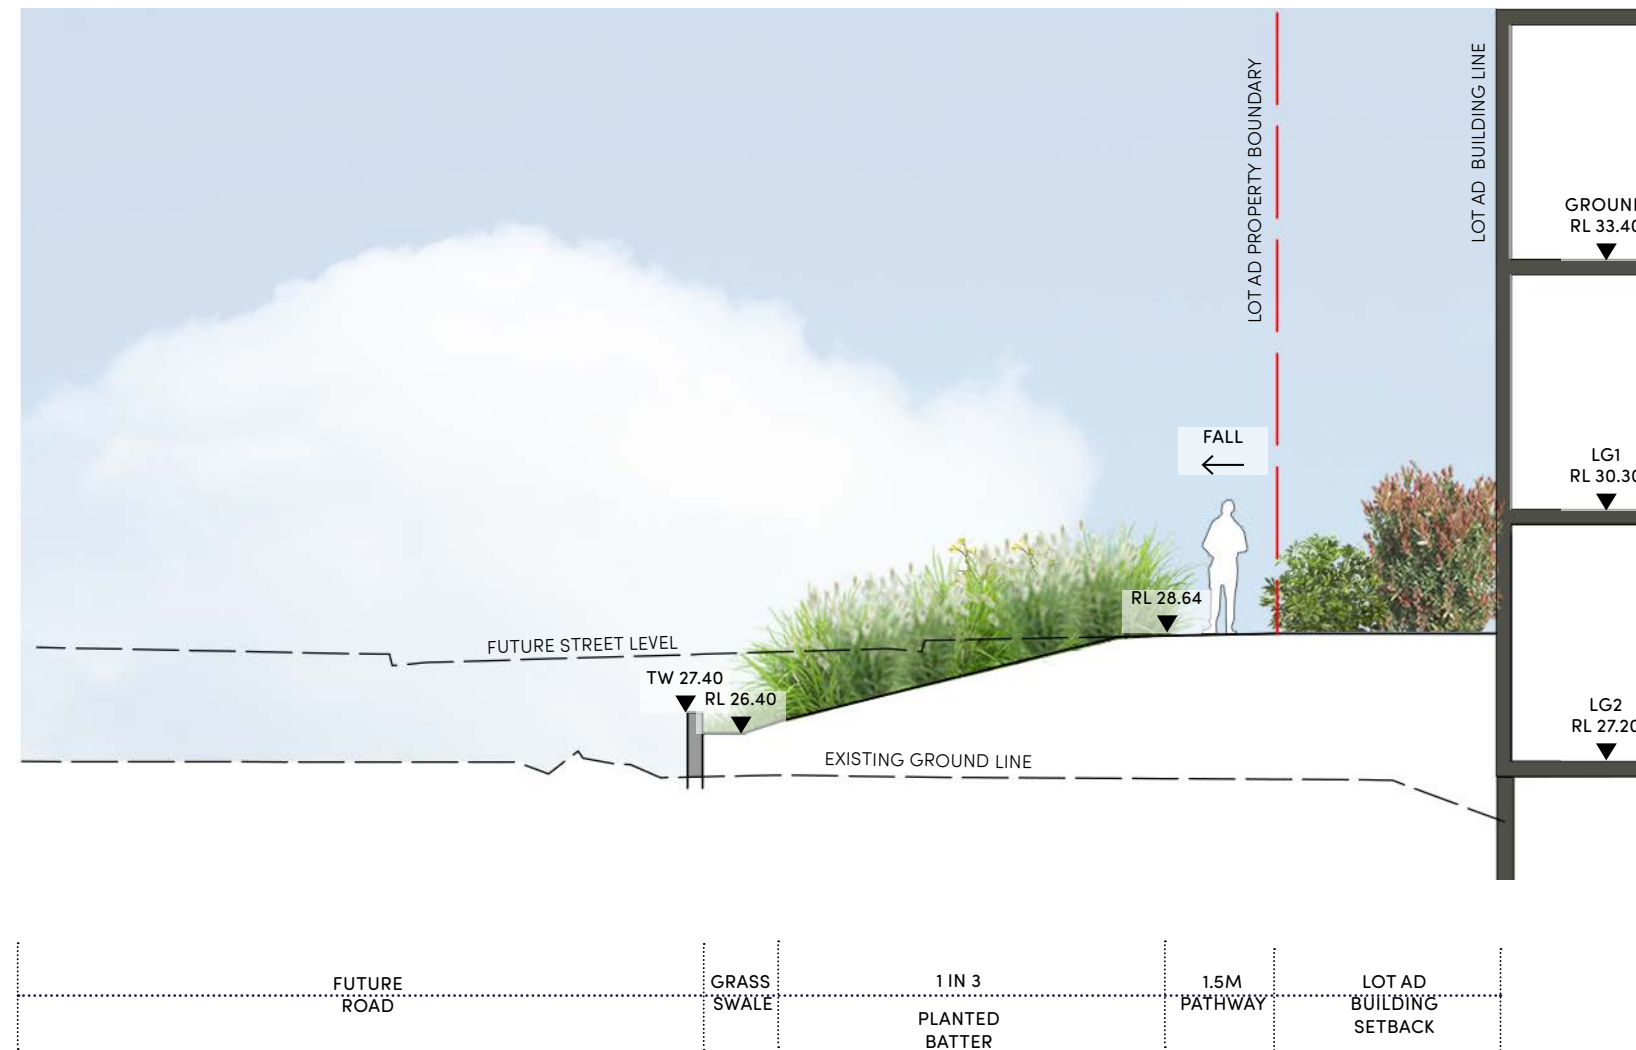 LOT AD PROPERTY BOUNDARY
LOT AD BUILDING LINE
GROUND
RL 33.40
FALL
LG1
RL 30.30
RL 28.64
FUTURE STREET LEVEL
TW 27.40
RL 26.40
LG2
RL 27.20
EXISTING GROUND LINE
FUTURE
ROAD
GRASS
SWALE
1 IN 3
PLANTED
BATTER
1.5M
PATHWAY
LOT AD
BUILDING
SETBACK